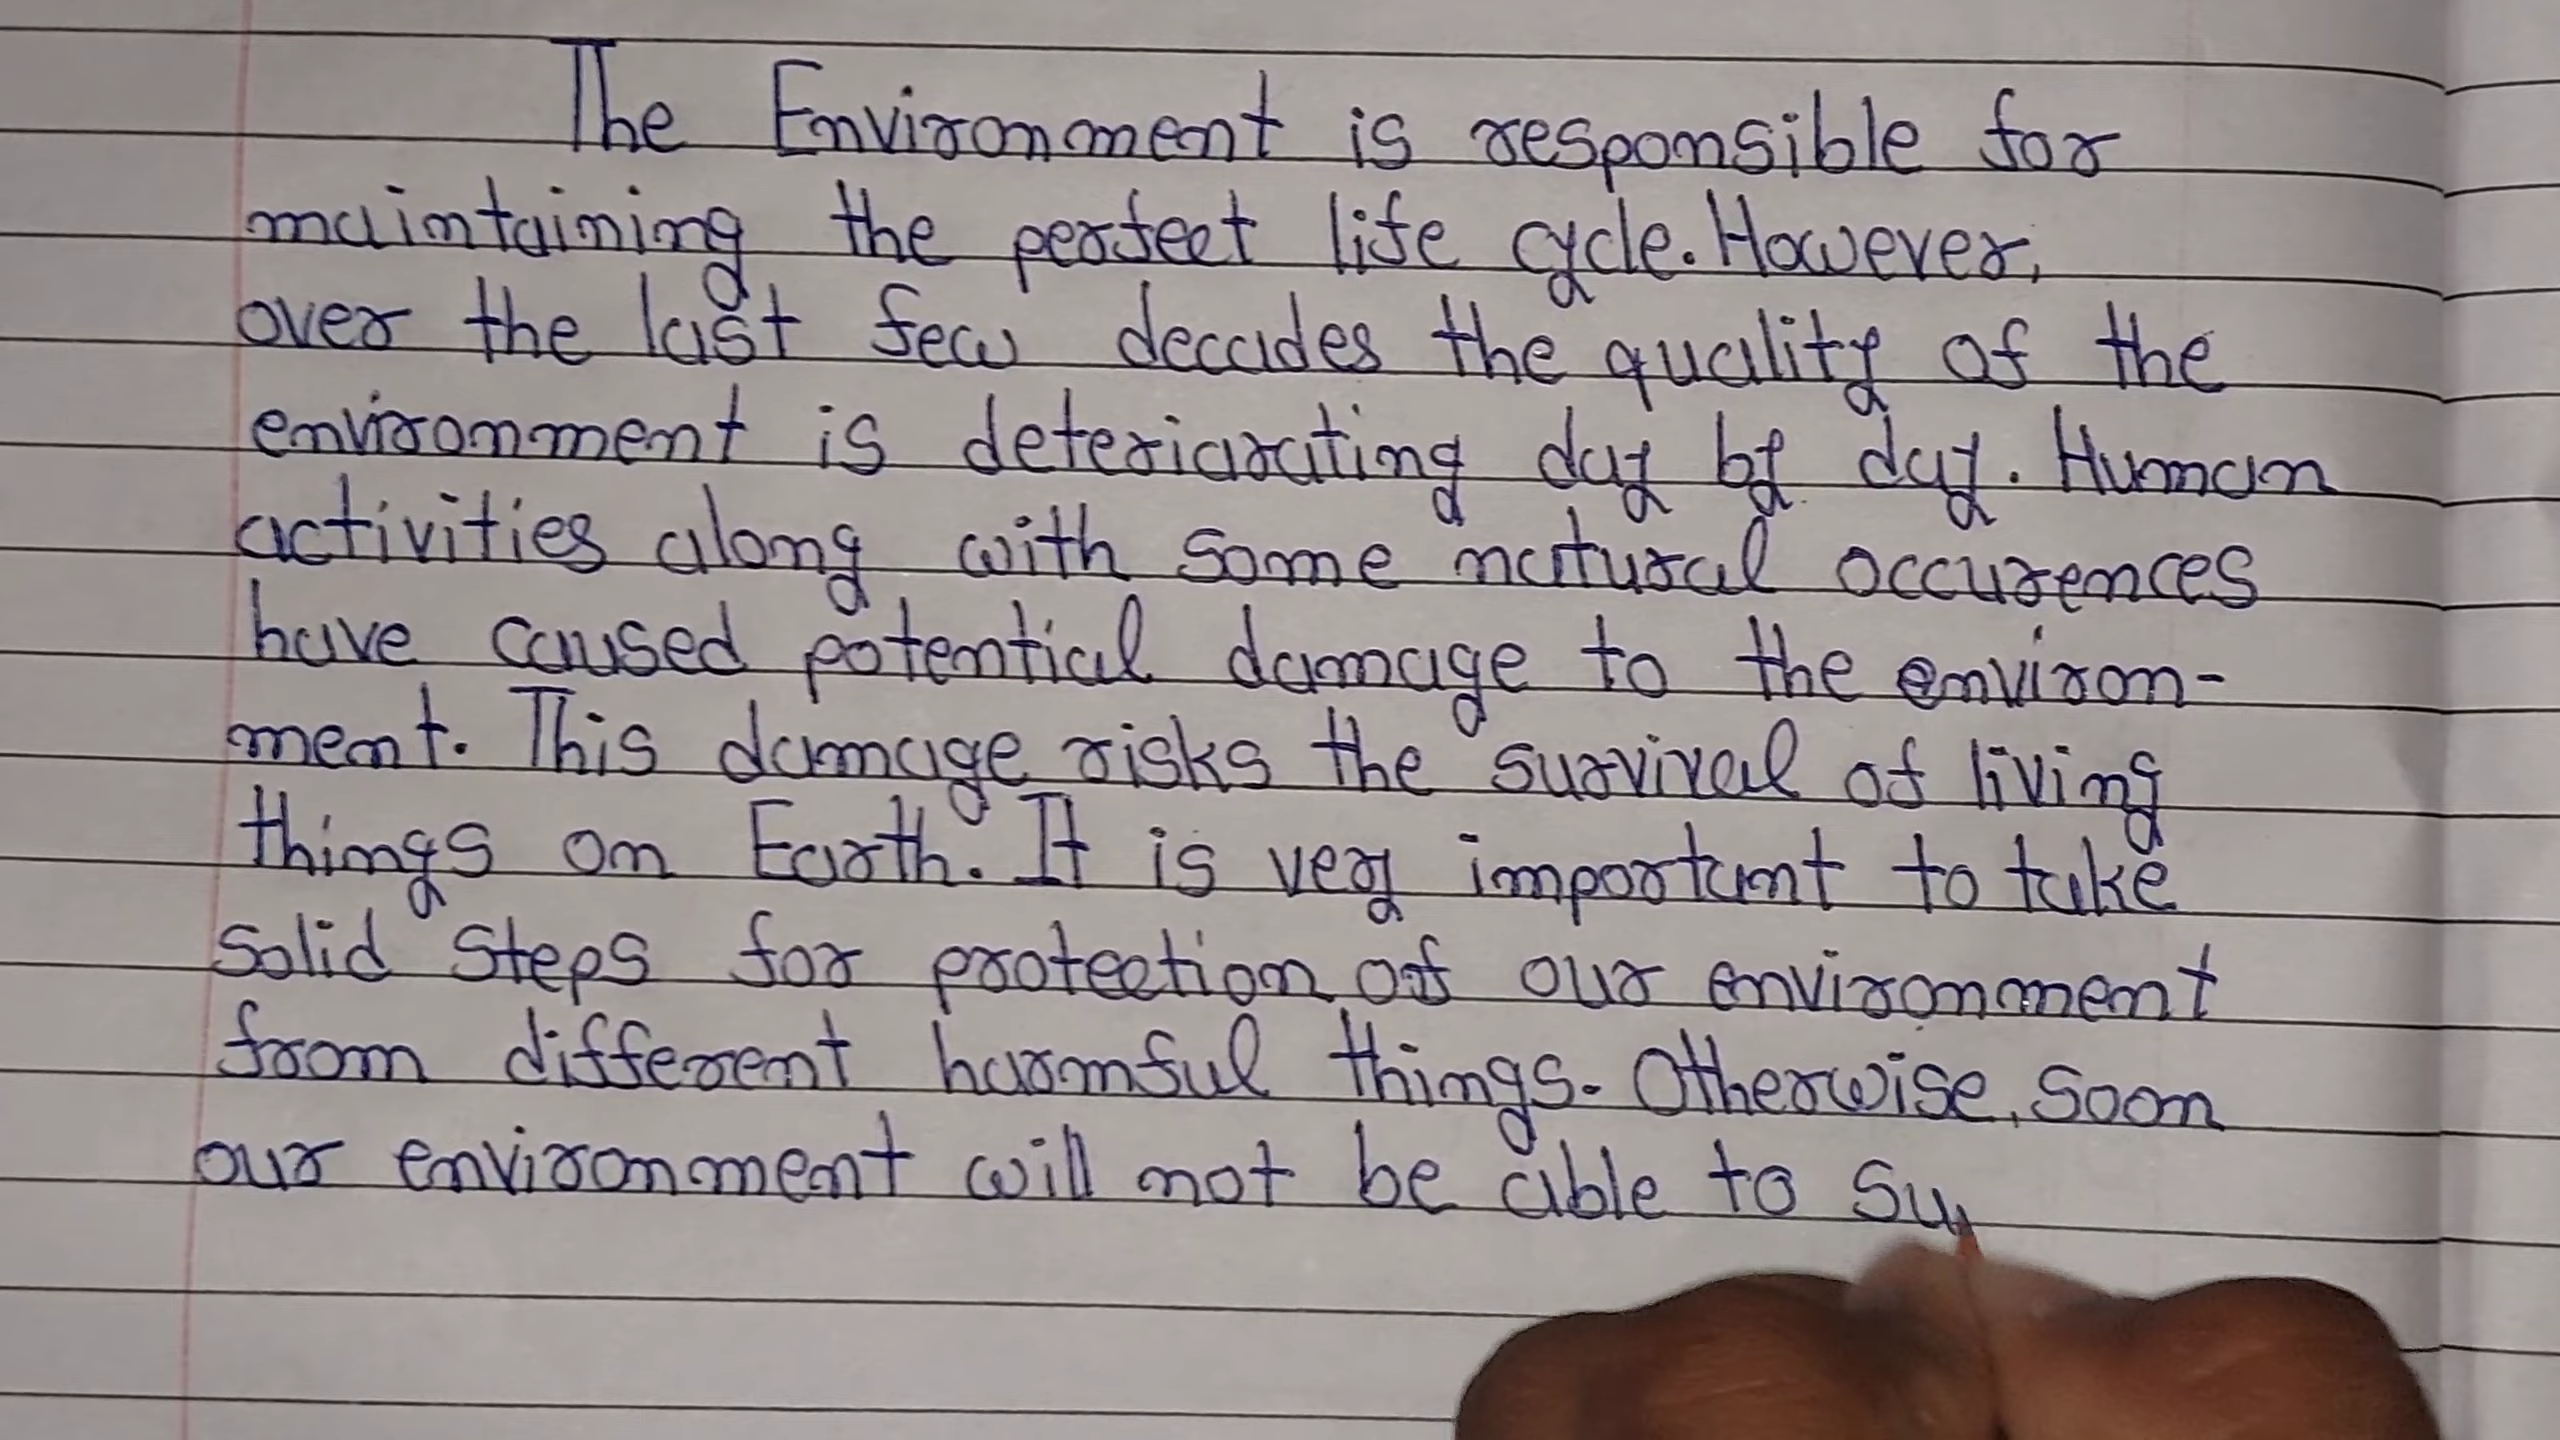 The Environment is responsible for
maintaining the perfect life cycle. However,
over the last few decades the quality of the
environment is deteriarating day by day. Human
activities along with some natural occurences
have caused potential damage to the environ-
ment. This damage risks the survival of living
things on Earth. It is very important to take
solid steps for protection of our environment
from different harmful things. Otherwise, soon
our environment will not be able to su